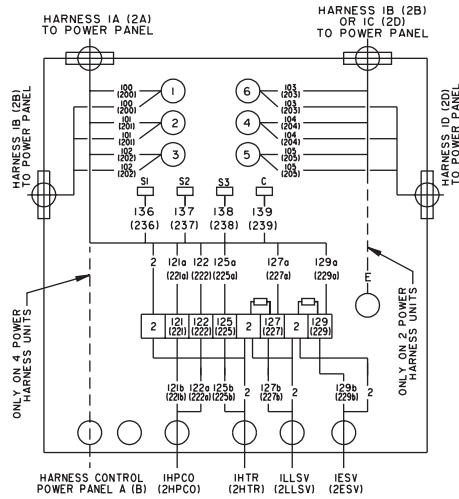 HARNESS 1A (2A)
TO POWER PANEL
HARNESS 1B (2B)
OR 1C (2D)
TO POWER PANEL
HARNESS 1B (2B)
TO POWER PANEL
HARNESS 1D (2D)
TO POWER PANEL
100
(200)
100
(200)
101
(201)
101
(201)
102
(202)
102
(202)
1
2
3
6
4
5
103
(203)
103
(203)
104
(204)
104
(204)
105
(205)
105
(205)
S1
S2
S3
C
136
(236)
137
(237)
138
(238)
139
(239)
2
121a
(221a)
122
(222)
125a
(225a)
127a
(227a)
129a
(229a)
E
2
121
(221)
122
(222)
125
(225)
2
127
(227)
2
129
(229)
ONLY ON 4 POWER
HARNESS UNITS
ONLY ON 2 POWER
HARNESS UNITS
121b
(221b)
122a
(222a)
125b
(225b)
2
127b
(227b)
2
129b
(229b)
2
HARNESS CONTROL
POWER PANEL A (B)
1HPCO
(2HPCO)
1HTR
(2HTR)
1LLSV
(2LLSV)
1ESV
(2ESV)